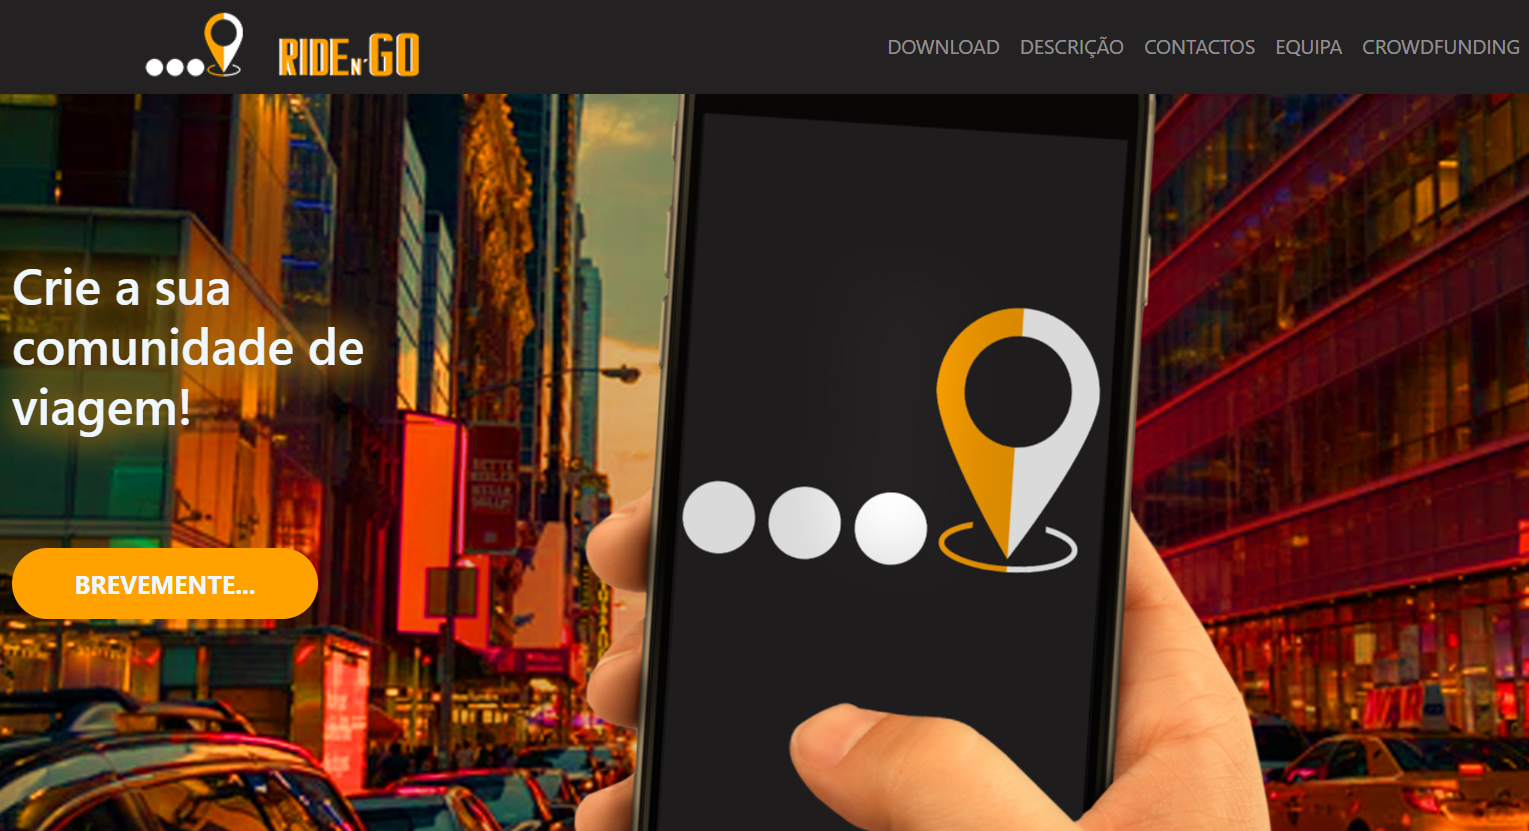 RIDE N' GO
DOWNLOAD DESCRIÇÃO CONTACTOS EQUIPA CROWDFUNDING
Crie a sua
comunidade de
viagem!
BREVEMENTE...